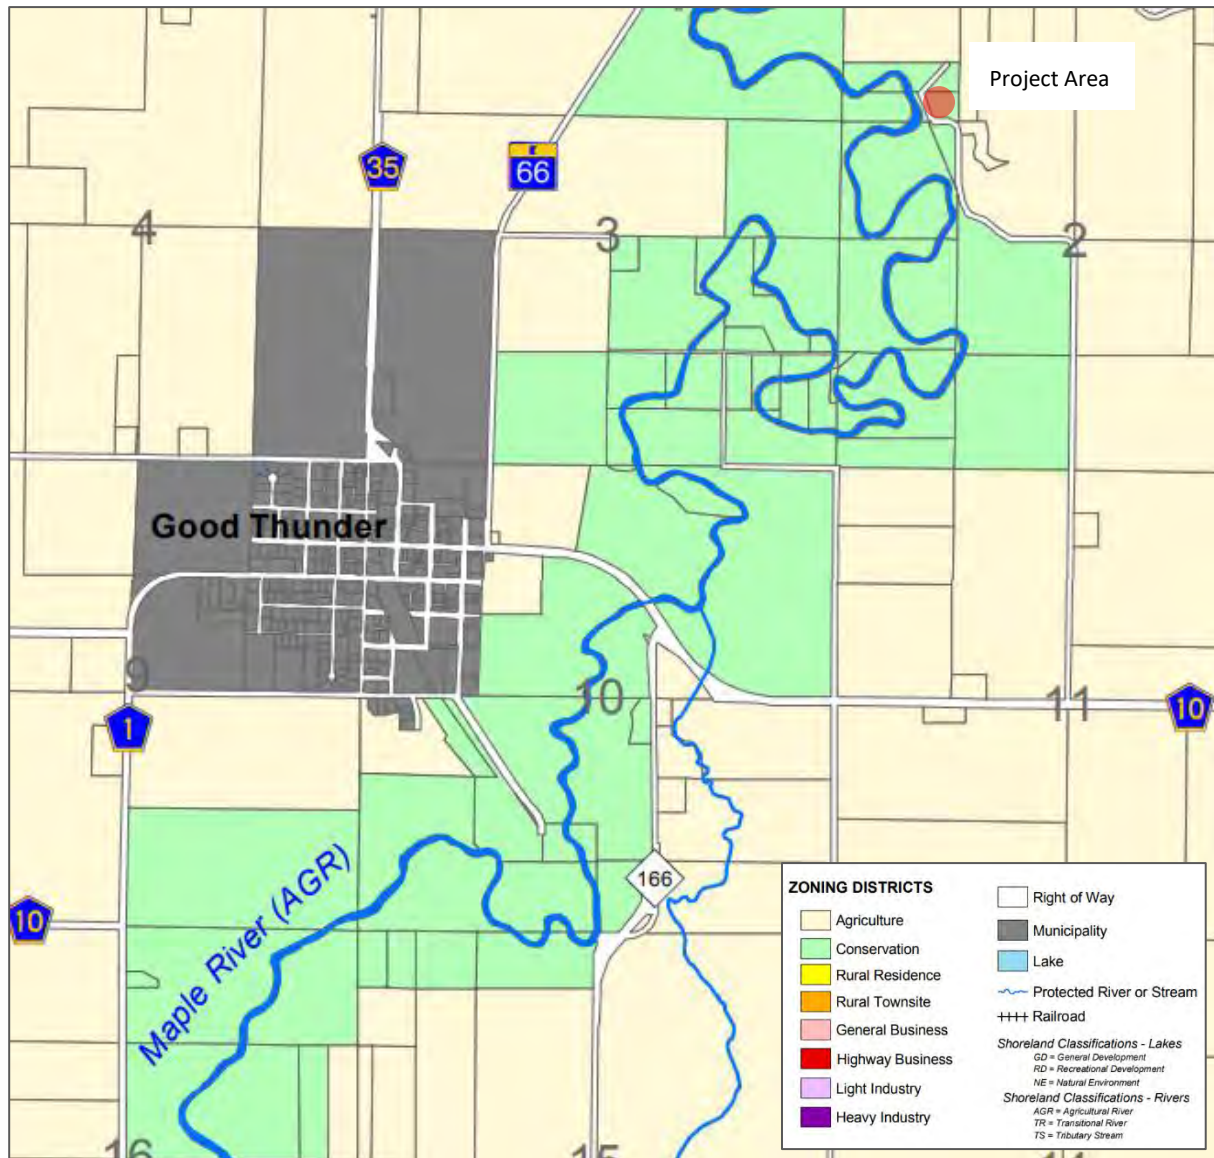 Project Area
35
E
66
4
3
2
Good Thunder
9
10
11
1
10
10
166
Maple River (AGR)
16
15
ZONING DISTRICTS
Agriculture
Conservation
Rural Residence
Rural Townsite
General Business
Highway Business
Light Industry
Heavy Industry
Right of Way
Municipality
Lake
Protected River or Stream
Railroad
Shoreland Classifications - Lakes
GD = General Development
RD = Recreational Development
NE = Natural Environment
Shoreland Classifications - Rivers
AGR = Agricultural River
TR = Transitional River
TS = Tributary Stream